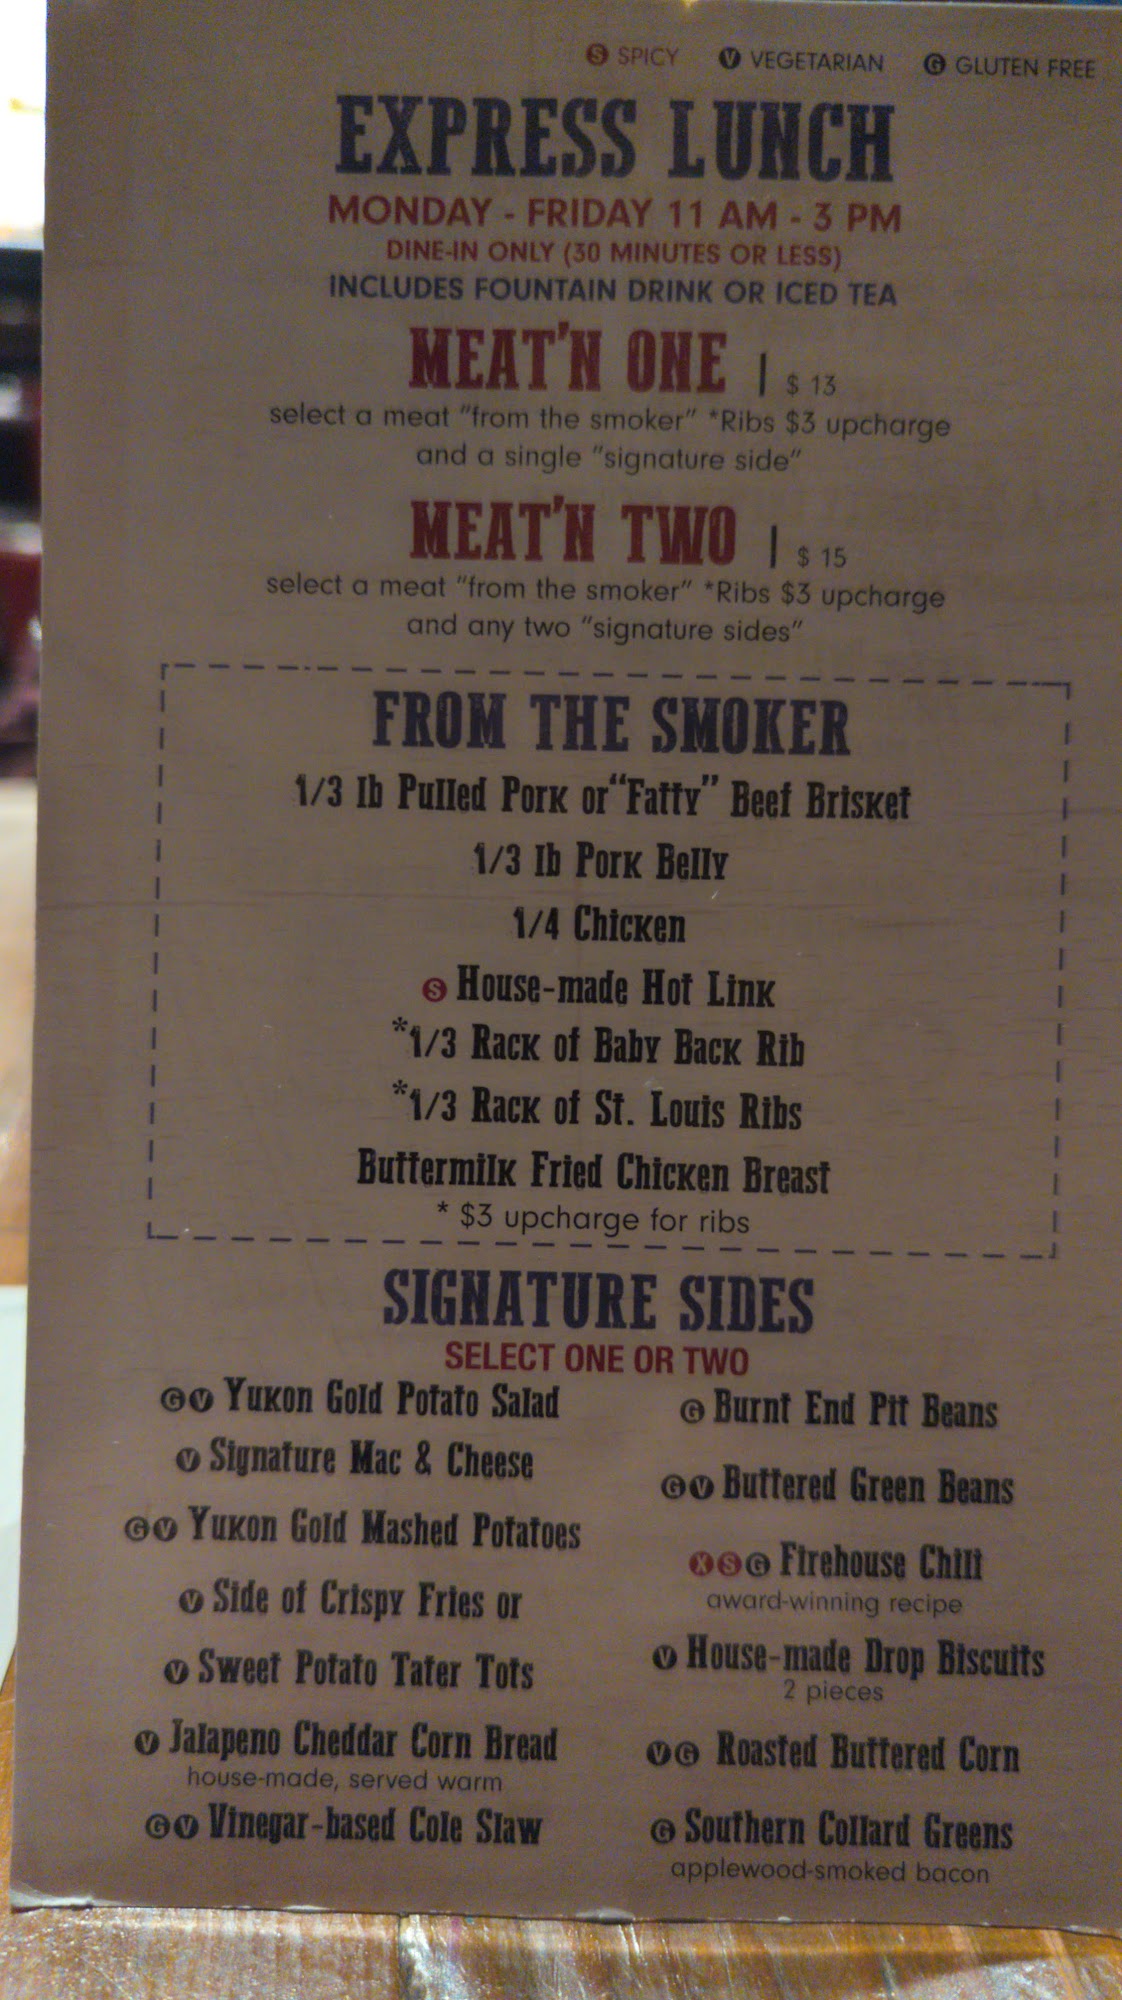 S SPICY V VEGETARIAN G GLUTEN FREE
EXPRESS LUNCH
MONDAY - FRIDAY 11 AM - 3 PM
DINE-IN ONLY (30 MINUTES OR LESS)
INCLUDES FOUNTAIN DRINK OR ICED TEA
MEAT'N ONE | $ 13
select a meat "from the smoker" *Ribs $3 upcharge
and a single "signature side"
MEAT'N TWO | $ 15
select a meat "from the smoker" *Ribs $3 upcharge
and any two "signature sides"
FROM THE SMOKER
1/3 lb Pulled Pork or "Fatty" Beef Brisket
1/3 lb Pork Belly
1/4 Chicken
S House-made Hot Link
*1/3 Rack of Baby Back Rib
*1/3 Rack of St. Louis Ribs
Buttermilk Fried Chicken Breast
* $3 upcharge for ribs
SIGNATURE SIDES
SELECT ONE OR TWO
G V Yukon Gold Potato Salad
V Signature Mac & Cheese
G V Yukon Gold Mashed Potatoes
V Side of Crispy Fries or
V Sweet Potato Tater Tots
V Jalapeno Cheddar Corn Bread
house-made, served warm
G V Vinegar-based Cole Slaw
G Burnt End Pit Beans
G V Buttered Green Beans
X S G Firehouse Chili
award-winning recipe
V House-made Drop Biscuits
2 pieces
V G Roasted Buttered Corn
G Southern Collard Greens
applewood-smoked bacon